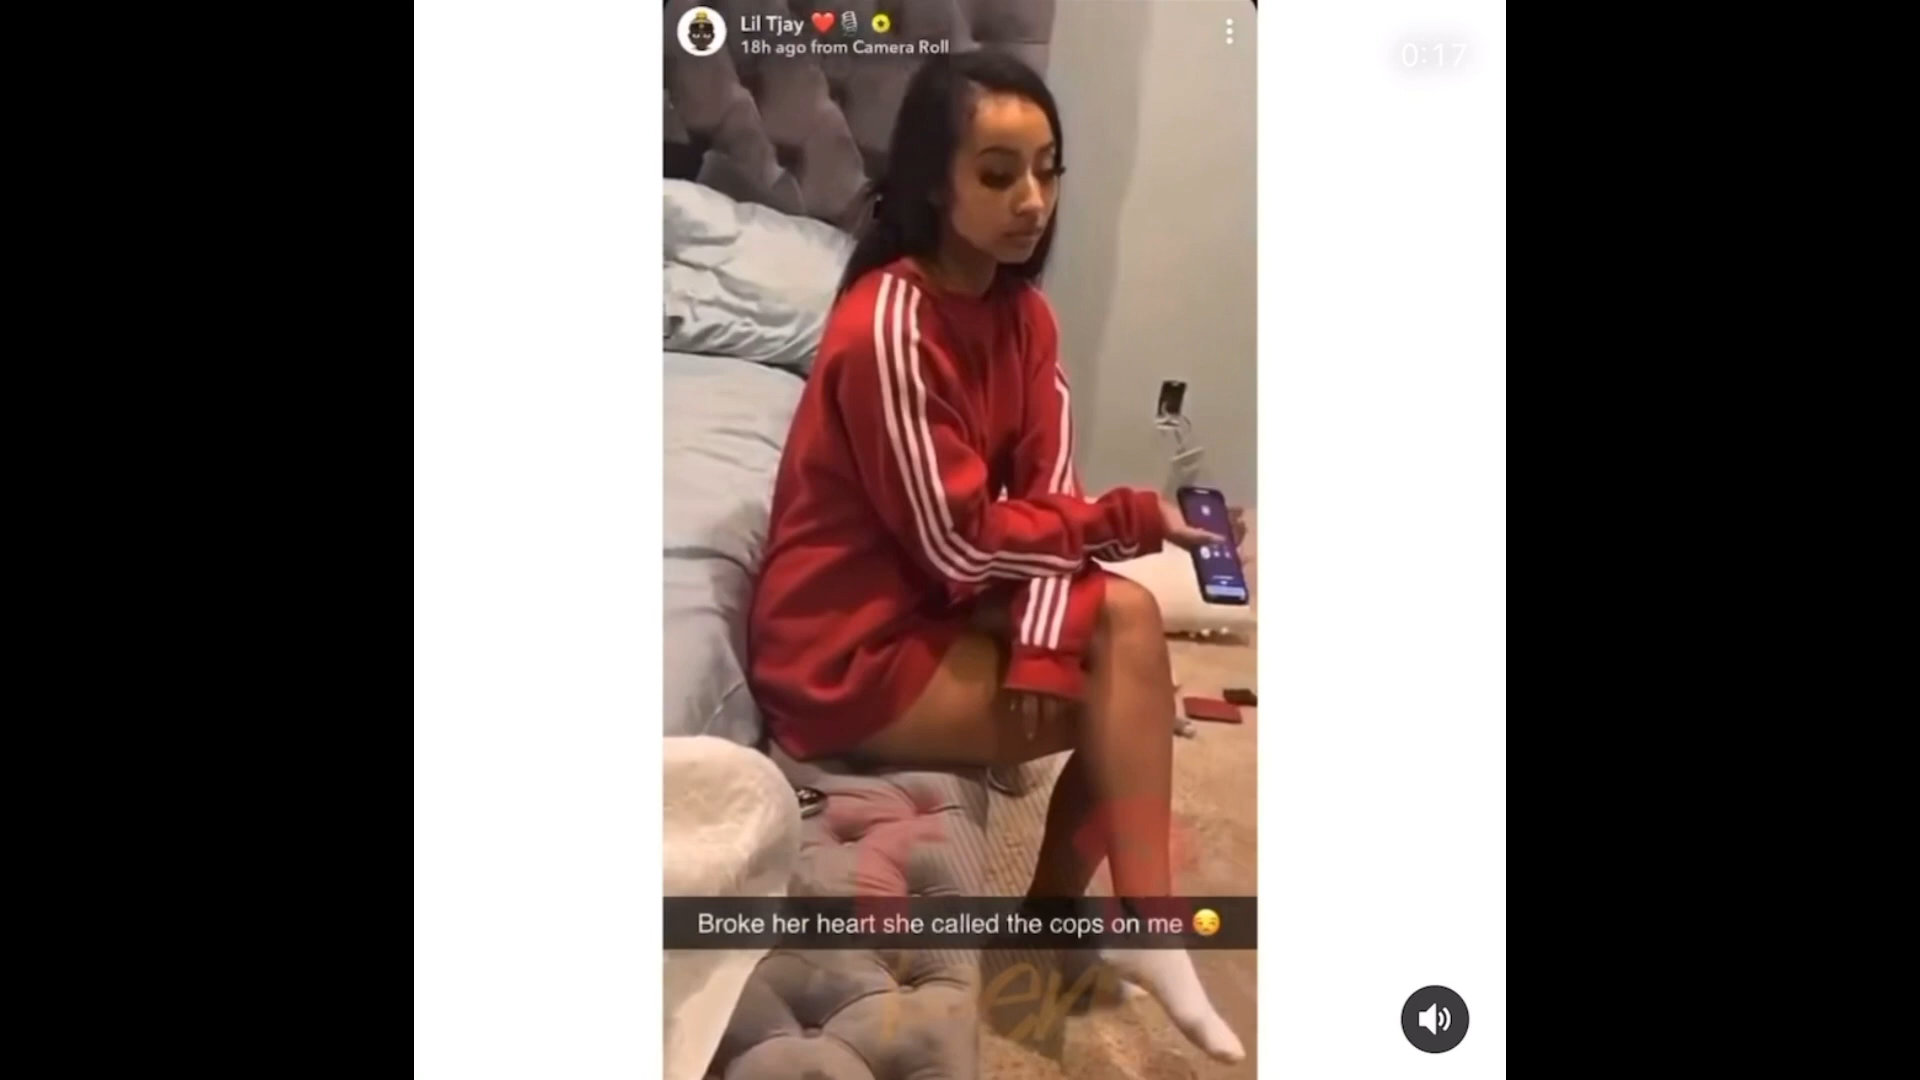 Lil Tjay ❤️🎙️
18h ago from Camera Roll
0:17
Broke her heart she called the cops on me 😒